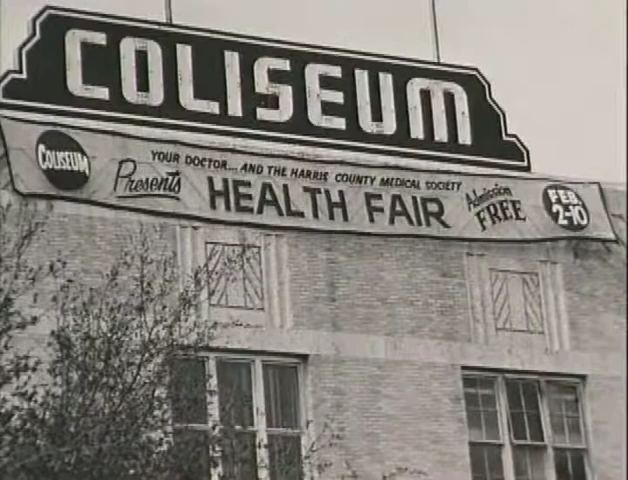 COLISEUM
COLISEUM
Presents
YOUR DOCTOR... AND THE HARRIS COUNTY MEDICAL SOCIETY
HEALTH FAIR
Admission
FREE
FEB.
2-10